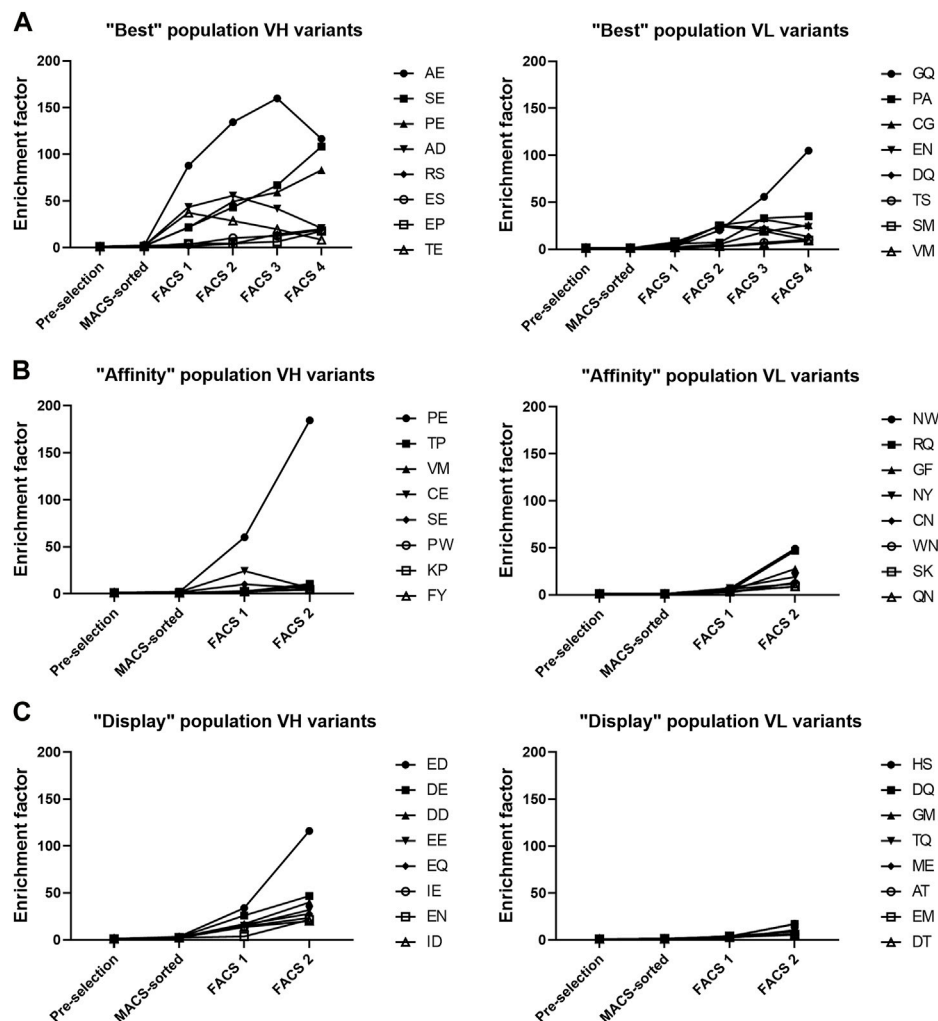 A
"Best" population VH variants
Enrichment factor
200
150
100
50
0
Pre-selection
MACS-sorted
FACS 1
FACS 2
FACS 3
FACS 4
AE
SE
PE
AD
RS
ES
EP
TE
"Best" population VL variants
Enrichment factor
200
150
100
50
0
Pre-selection
MACS-sorted
FACS 1
FACS 2
FACS 3
FACS 4
GQ
PA
CG
EN
DQ
TS
SM
VM
B
"Affinity" population VH variants
Enrichment factor
200
150
100
50
0
Pre-selection
MACS-sorted
FACS 1
FACS 2
PE
TP
VM
CE
SE
PW
KP
FY
"Affinity" population VL variants
Enrichment factor
200
150
100
50
0
Pre-selection
MACS-sorted
FACS 1
FACS 2
NW
RQ
GF
NY
CN
WN
SK
QN
C
"Display" population VH variants
Enrichment factor
200
150
100
50
0
Pre-selection
MACS-sorted
FACS 1
FACS 2
ED
DE
DD
EE
EQ
IE
EN
ID
"Display" population VL variants
Enrichment factor
200
150
100
50
0
Pre-selection
MACS-sorted
FACS 1
FACS 2
HS
DQ
GM
TQ
ME
AT
EM
DT